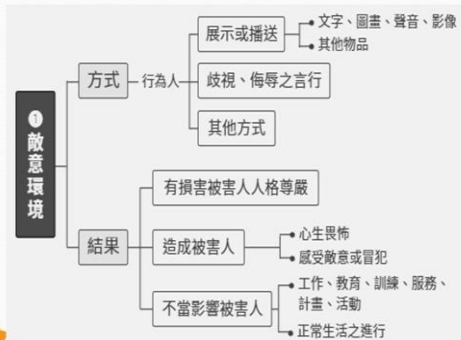 ❶敵意環境
方式
行為人
展示或播送
文字、圖畫、聲音、影像
其他物品
歧視、侮辱之言行
其他方式
結果
有損害被害人人格尊嚴
造成被害人
心生畏怖
感受敵意或冒犯
不當影響被害人
工作、教育、訓練、服務、
計畫、活動
正常生活之進行